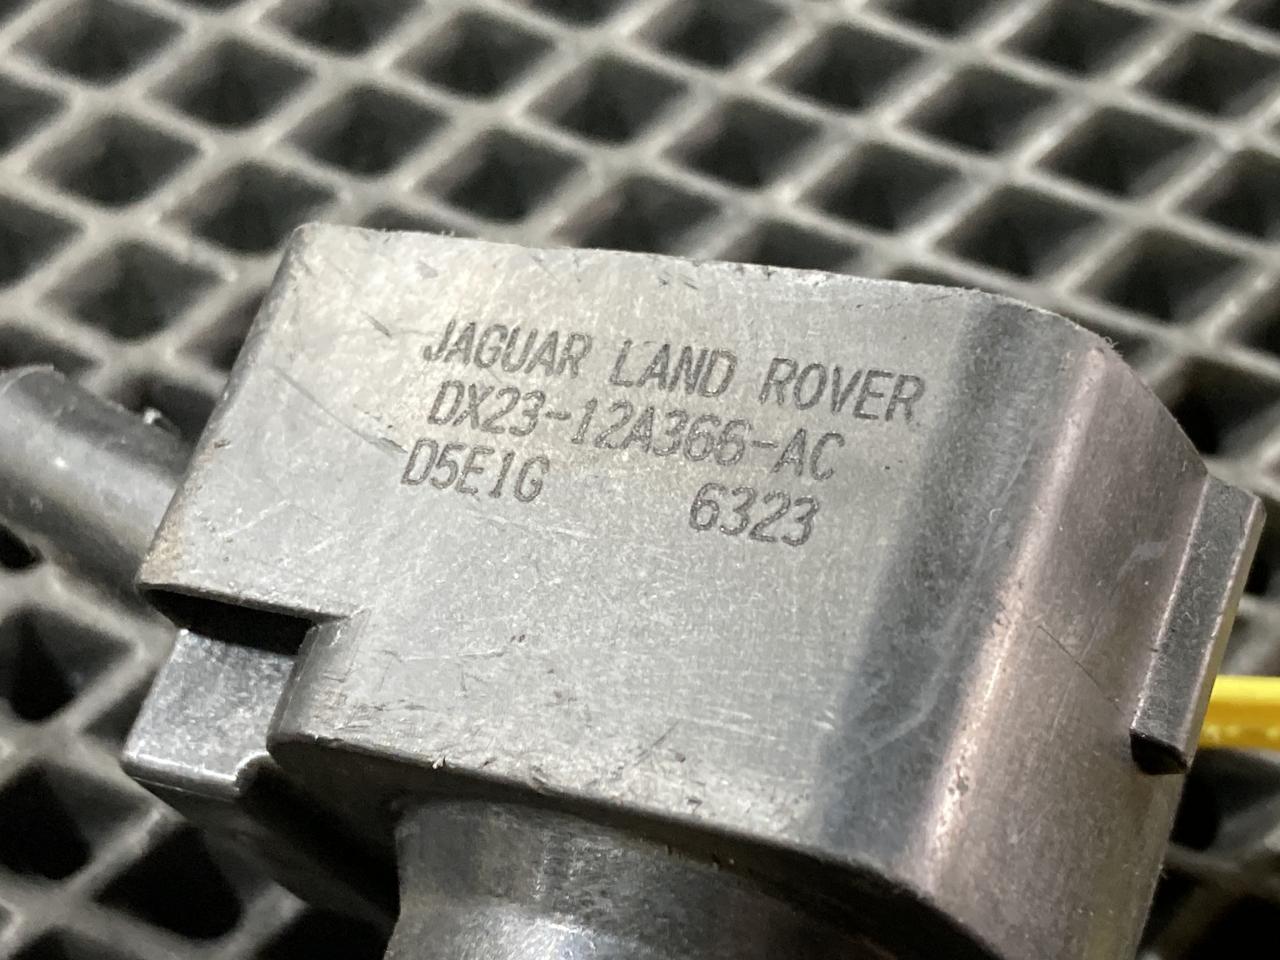 JAGUAR LAND ROVER
DX23-12A366-AC
D5E1G 6323